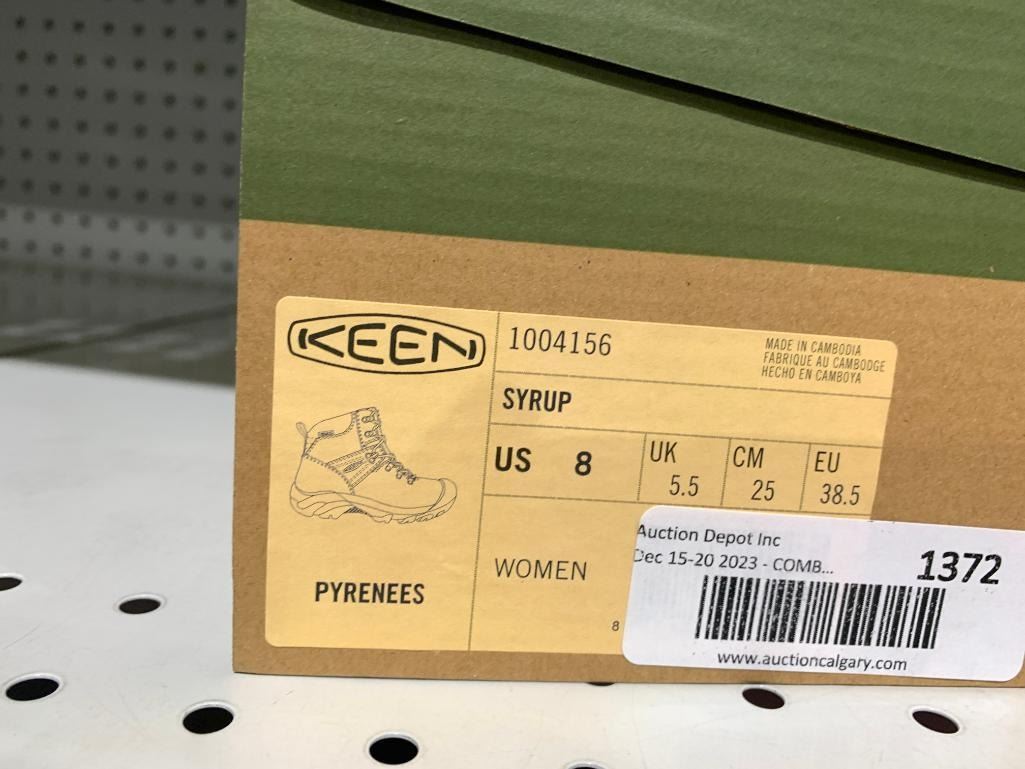 KEEN
1004156
MADE IN CAMBODIA
FABRIQUE AU CAMBODGE
HECHO EN CAMBOYA
SYRUP
US 8
UK 5.5
CM 25
EU 38.5
PYRENEES
WOMEN
8
Auction Depot Inc
Dec 15-20 2023 - COMB...
1372
www.auctioncalgary.com